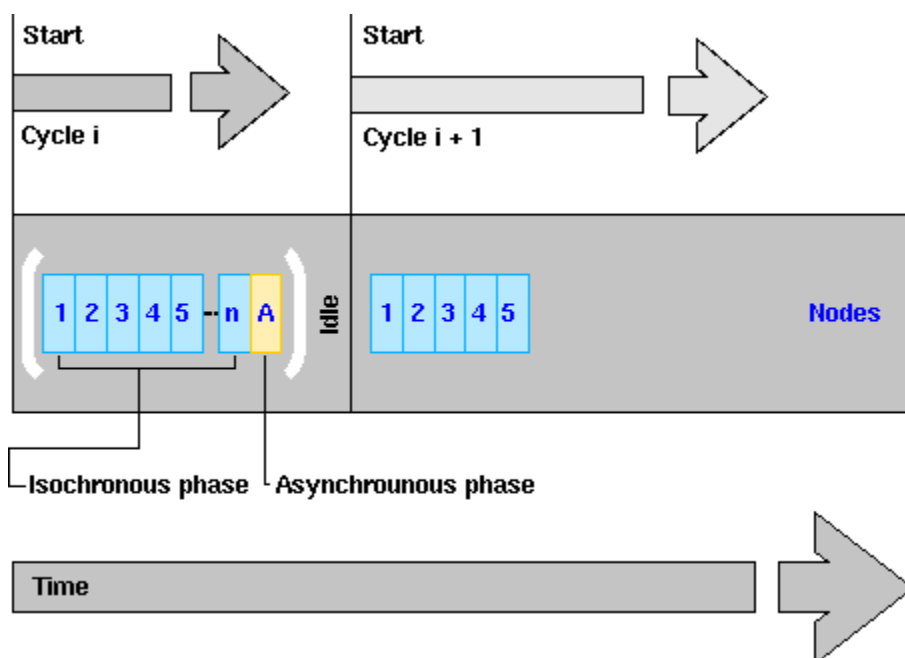 Start
Cycle i
Start
Cycle i + 1
1 2 3 4 5 -- n A
Idle
1 2 3 4 5
Nodes
Isochronous phase
Asynchrounous phase
Time